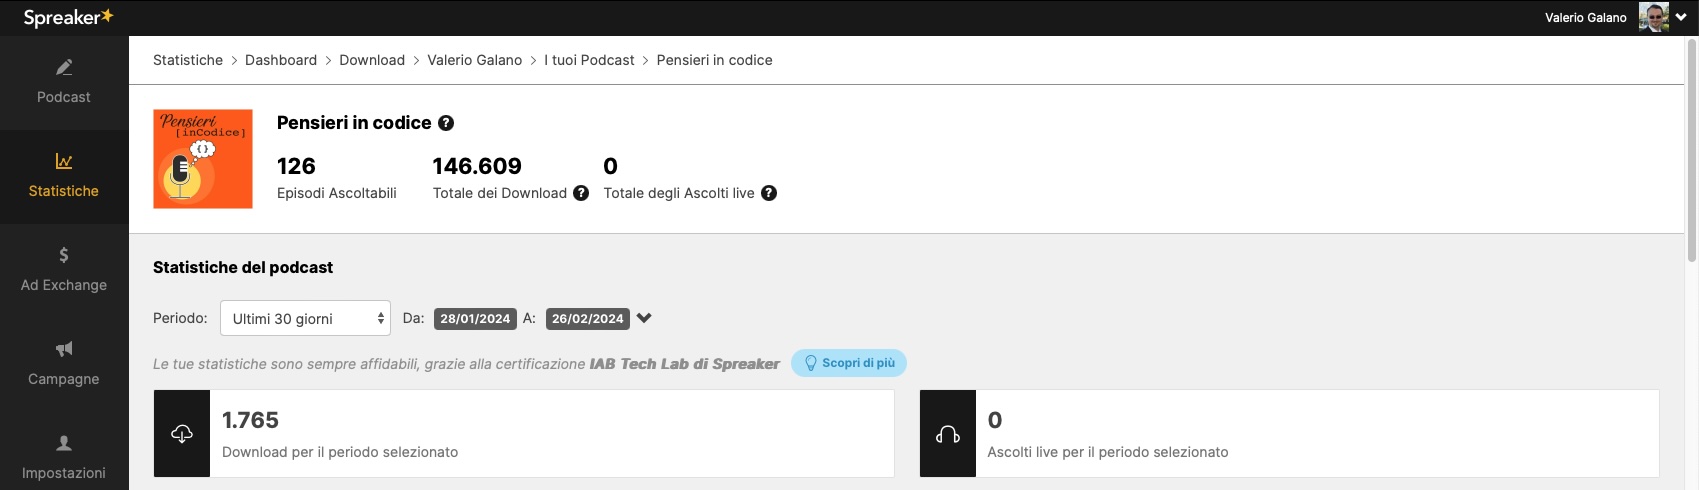 Spreaker
Valerio Galano
Podcast
Statistiche
Ad Exchange
Campagne
Impostazioni
Statistiche > Dashboard > Download > Valerio Galano > I tuoi Podcast > Pensieri in codice
Pensieri
[inCodice]
{}
Pensieri in codice ?
126 146.609 0
Episodi Ascoltabili Totale dei Download ? Totale degli Ascolti live ?
Statistiche del podcast
Periodo: Ultimi 30 giorni Da: 28/01/2024 A: 26/02/2024
Le tue statistiche sono sempre affidabili, grazie alla certificazione IAB Tech Lab di Spreaker Scopri di più
1.765
Download per il periodo selezionato
0
Ascolti live per il periodo selezionato